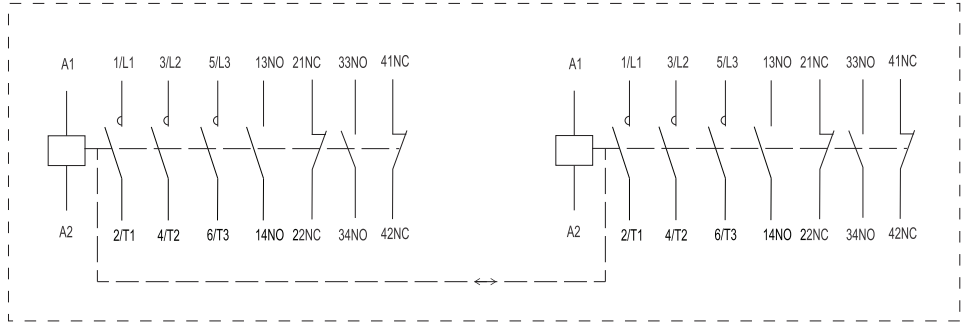 A1 1/L1 3/L2 5/L3 13NO 21NC 33NO 41NC
A2 2/T1 4/T2 6/T3 14NO 22NC 34NO 42NC
A1 1/L1 3/L2 5/L3 13NO 21NC 33NO 41NC
A2 2/T1 4/T2 6/T3 14NO 22NC 34NO 42NC